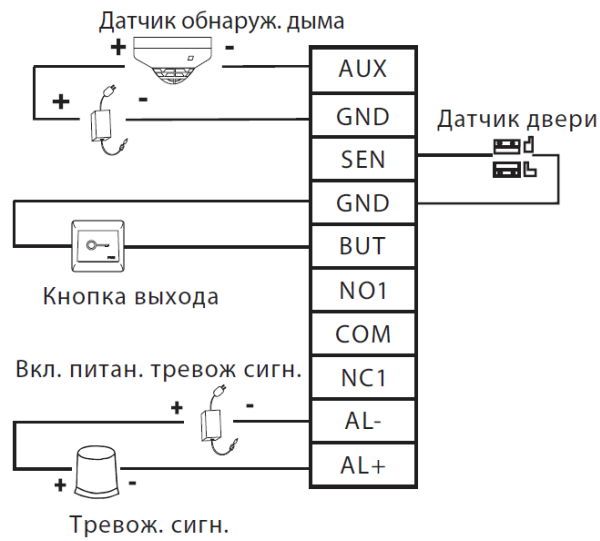 Датчик обнаруж. дыма
+ -
AUX
+ -
GND
Датчик двери
SEN
GND
BUT
Кнопка выхода
NO1
COM
Вкл. питан. тревож сигн.
NC1
+ -
AL-
AL+
+ -
Тревож. сигн.